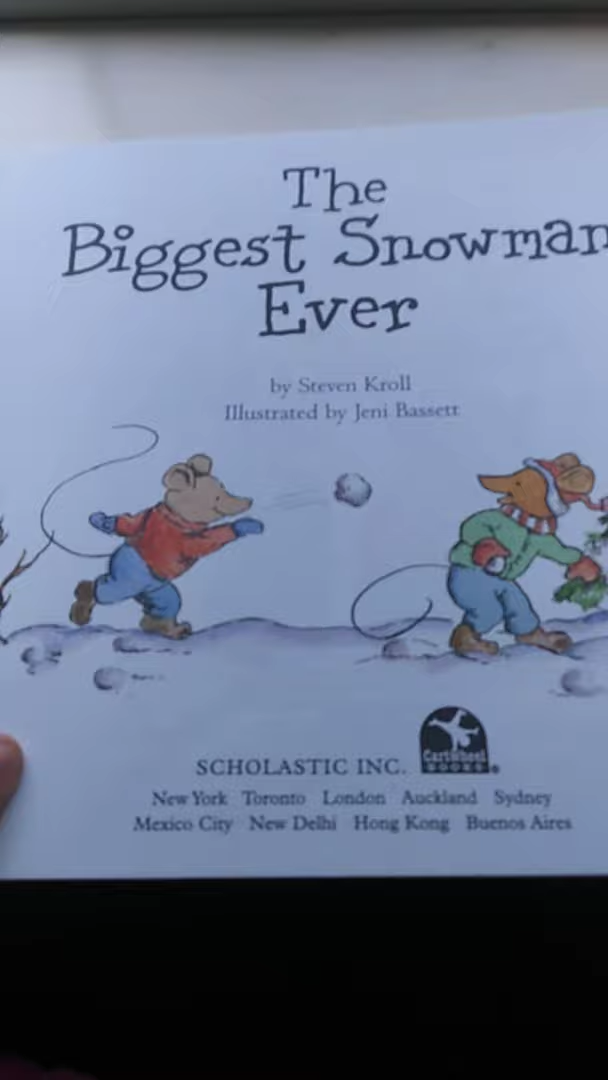 The
Biggest Snowman
Ever
by Steven Kroll
Illustrated by Jeni Bassett
SCHOLASTIC INC.
CartWheel
BOOKS
New York Toronto London Auckland Sydney
Mexico City New Delhi Hong Kong Buenos Aires